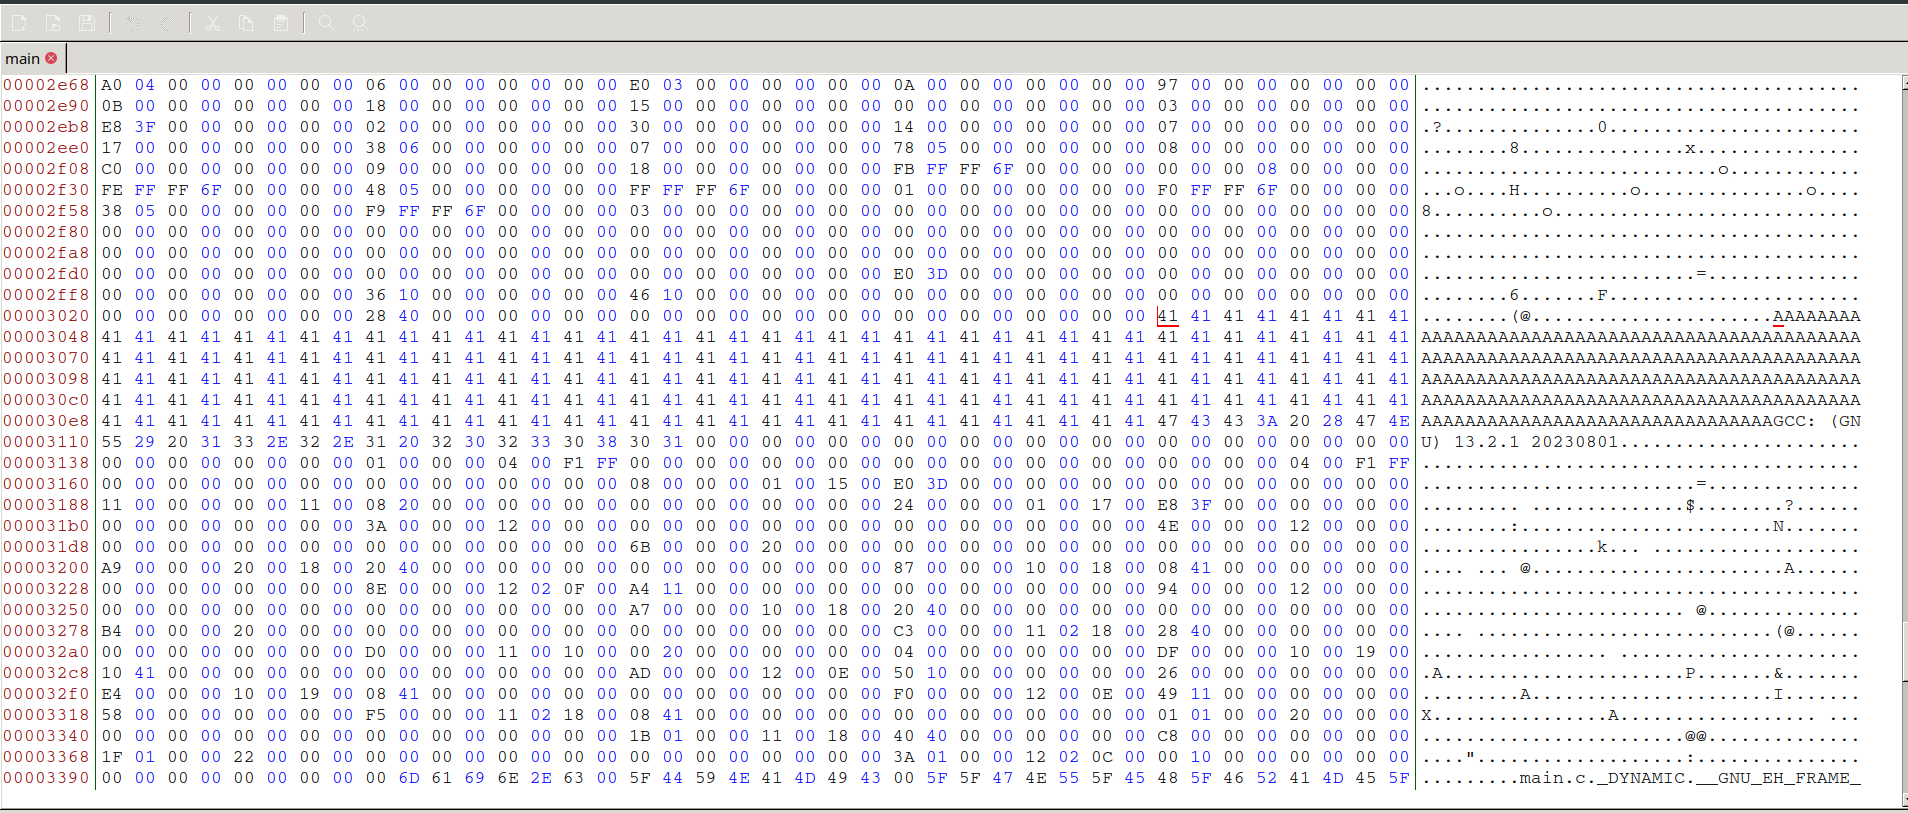 main
00002e68 A0 04 00 00 00 00 00 00 06 00 00 00 00 00 00 00 E0 03 00 00 00 00 00 00 0A 00 00 00 00 00 00 00 97 00 00 00 00 00 00 00 ........................................
00002e90 0B 00 00 00 00 00 00 00 18 00 00 00 00 00 00 00 15 00 00 00 00 00 00 00 00 00 00 00 00 00 00 00 03 00 00 00 00 00 00 00 ........................................
00002eb8 E8 3F 00 00 00 00 00 00 02 00 00 00 00 00 00 00 30 00 00 00 00 00 00 00 14 00 00 00 00 00 00 00 07 00 00 00 00 00 00 00 .?..............0.......................
00002ee0 17 00 00 00 00 00 00 00 38 06 00 00 00 00 00 00 07 00 00 00 00 00 00 00 78 05 00 00 00 00 00 00 08 00 00 00 00 00 00 00 ........8...............x...............
00002f08 C0 00 00 00 00 00 00 00 09 00 00 00 00 00 00 00 18 00 00 00 00 00 00 00 FB FF FF 6F 00 00 00 00 00 00 00 08 00 00 00 00 ...........................o............
00002f30 FE FF FF 6F 00 00 00 00 48 05 00 00 00 00 00 00 FF FF FF 6F 00 00 00 00 01 00 00 00 00 00 00 00 F0 FF FF 6F 00 00 00 00 ...o....H..........o...............o....
00002f58 38 05 00 00 00 00 00 00 F9 FF FF 6F 00 00 00 00 03 00 00 00 00 00 00 00 00 00 00 00 00 00 00 00 00 00 00 00 00 00 00 00 8..........o............................
00002f80 00 00 00 00 00 00 00 00 00 00 00 00 00 00 00 00 00 00 00 00 00 00 00 00 00 00 00 00 00 00 00 00 00 00 00 00 00 00 00 00 ........................................
00002fa8 00 00 00 00 00 00 00 00 00 00 00 00 00 00 00 00 00 00 00 00 00 00 00 00 00 00 00 00 00 00 00 00 00 00 00 00 00 00 00 00 ........................................
00002fd0 00 00 00 00 00 00 00 00 00 00 00 00 00 00 00 00 00 00 00 00 00 00 00 00 E0 3D 00 00 00 00 00 00 00 00 00 00 00 00 00 00 .........................=..............
00002ff8 00 00 00 00 00 00 00 00 36 10 00 00 00 00 00 00 46 10 00 00 00 00 00 00 00 00 00 00 00 00 00 00 00 00 00 00 00 00 00 00 ........6.......F.......................
00003020 00 00 00 00 00 00 00 00 28 40 00 00 00 00 00 00 00 00 00 00 00 00 00 00 00 00 00 00 00 00 00 00 41 41 41 41 41 41 41 41 ........(@......................AAAAAAAA
00003048 41 41 41 41 41 41 41 41 41 41 41 41 41 41 41 41 41 41 41 41 41 41 41 41 41 41 41 41 41 41 41 41 41 41 41 41 41 41 41 41 AAAAAAAAAAAAAAAAAAAAAAAAAAAAAAAAAAAAAAAA
00003070 41 41 41 41 41 41 41 41 41 41 41 41 41 41 41 41 41 41 41 41 41 41 41 41 41 41 41 41 41 41 41 41 41 41 41 41 41 41 41 41 AAAAAAAAAAAAAAAAAAAAAAAAAAAAAAAAAAAAAAAA
00003098 41 41 41 41 41 41 41 41 41 41 41 41 41 41 41 41 41 41 41 41 41 41 41 41 41 41 41 41 41 41 41 41 41 41 41 41 41 41 41 41 AAAAAAAAAAAAAAAAAAAAAAAAAAAAAAAAAAAAAAAA
000030c0 41 41 41 41 41 41 41 41 41 41 41 41 41 41 41 41 41 41 41 41 41 41 41 41 41 41 41 41 41 41 41 41 41 41 41 41 41 41 41 41 AAAAAAAAAAAAAAAAAAAAAAAAAAAAAAAAAAAAAAAA
000030e8 41 41 41 41 41 41 41 41 41 41 41 41 41 41 41 41 41 41 41 41 41 41 41 41 41 41 41 41 41 41 41 41 47 43 43 3A 20 28 47 4E AAAAAAAAAAAAAAAAAAAAAAAAAAAAAAAAGCC: (GN
00003110 55 29 20 31 33 2E 32 2E 31 20 32 30 32 33 30 38 30 31 00 00 00 00 00 00 00 00 00 00 00 00 00 00 00 00 00 00 00 00 00 00 U) 13.2.1 20230801......................
00003138 00 00 00 00 00 00 00 00 01 00 00 00 04 00 F1 FF 00 00 00 00 00 00 00 00 00 00 00 00 00 00 00 00 00 00 00 00 04 00 F1 FF ........................................
00003160 00 00 00 00 00 00 00 00 00 00 00 00 00 00 00 00 08 00 00 00 01 00 15 00 E0 3D 00 00 00 00 00 00 00 00 00 00 00 00 00 00 .........................=..............
00003188 11 00 00 00 00 00 11 00 08 20 00 00 00 00 00 00 00 00 00 00 00 00 00 00 24 00 00 00 01 00 17 00 E8 3F 00 00 00 00 00 00 ......... ..............$........?......
000031b0 00 00 00 00 00 00 00 00 3A 00 00 00 12 00 00 00 00 00 00 00 00 00 00 00 00 00 00 00 00 00 00 00 4E 00 00 00 12 00 00 00 ........:.......................N.......
000031d8 00 00 00 00 00 00 00 00 00 00 00 00 00 00 00 00 6B 00 00 00 20 00 00 00 00 00 00 00 00 00 00 00 00 00 00 00 00 00 00 00 ................k... ...................
00003200 A9 00 00 00 20 00 18 00 20 40 00 00 00 00 00 00 00 00 00 00 00 00 00 00 87 00 00 00 10 00 18 00 08 41 00 00 00 00 00 00 .... ... @.......................A......
00003228 00 00 00 00 00 00 00 00 8E 00 00 00 12 02 0F 00 A4 11 00 00 00 00 00 00 00 00 00 00 00 00 00 00 94 00 00 00 12 00 00 00 ........................................
00003250 00 00 00 00 00 00 00 00 00 00 00 00 00 00 00 00 A7 00 00 00 10 00 18 00 20 40 00 00 00 00 00 00 00 00 00 00 00 00 00 00 ........................ @..............
00003278 B4 00 00 00 20 00 00 00 00 00 00 00 00 00 00 00 00 00 00 00 00 00 00 00 C3 00 00 00 11 02 18 00 28 40 00 00 00 00 00 00 .... ...........................(@......
000032a0 00 00 00 00 00 00 00 00 D0 00 00 00 11 00 10 00 00 20 00 00 00 00 00 00 04 00 00 00 00 00 00 00 DF 00 00 00 10 00 19 00 ................. ......................
000032c8 10 41 00 00 00 00 00 00 00 00 00 00 00 00 00 00 AD 00 00 00 12 00 0E 00 50 10 00 00 00 00 00 00 26 00 00 00 00 00 00 00 .A......................P.......&.......
000032f0 E4 00 00 00 10 00 19 00 08 41 00 00 00 00 00 00 00 00 00 00 00 00 00 00 F0 00 00 00 12 00 0E 00 49 11 00 00 00 00 00 00 .........A......................I.......
00003318 58 00 00 00 00 00 00 00 F5 00 00 00 11 02 18 00 08 41 00 00 00 00 00 00 00 00 00 00 00 00 00 00 01 01 00 00 20 00 00 00 X................A.................. ...
00003340 00 00 00 00 00 00 00 00 00 00 00 00 00 00 00 00 1B 01 00 00 11 00 18 00 40 40 00 00 00 00 00 00 C8 00 00 00 00 00 00 00 ........................@@..............
00003368 1F 01 00 00 22 00 00 00 00 00 00 00 00 00 00 00 00 00 00 00 00 00 00 00 3A 01 00 00 12 02 0C 00 00 10 00 00 00 00 00 00 ...."...................:...............
00003390 00 00 00 00 00 00 00 00 00 6D 61 69 6E 2E 63 00 5F 44 59 4E 41 4D 49 43 00 5F 5F 47 4E 55 5F 45 48 5F 46 52 41 4D 45 5F .........main.c._DYNAMIC.__GNU_EH_FRAME_